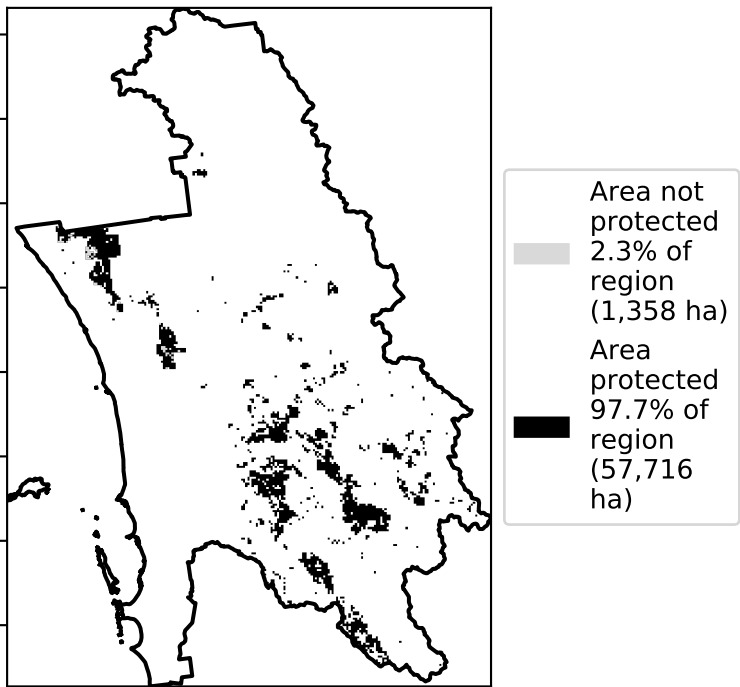 Area not
protected
2.3% of
region
(1,358 ha)
Area
protected
97.7% of
region
(57,716
ha)